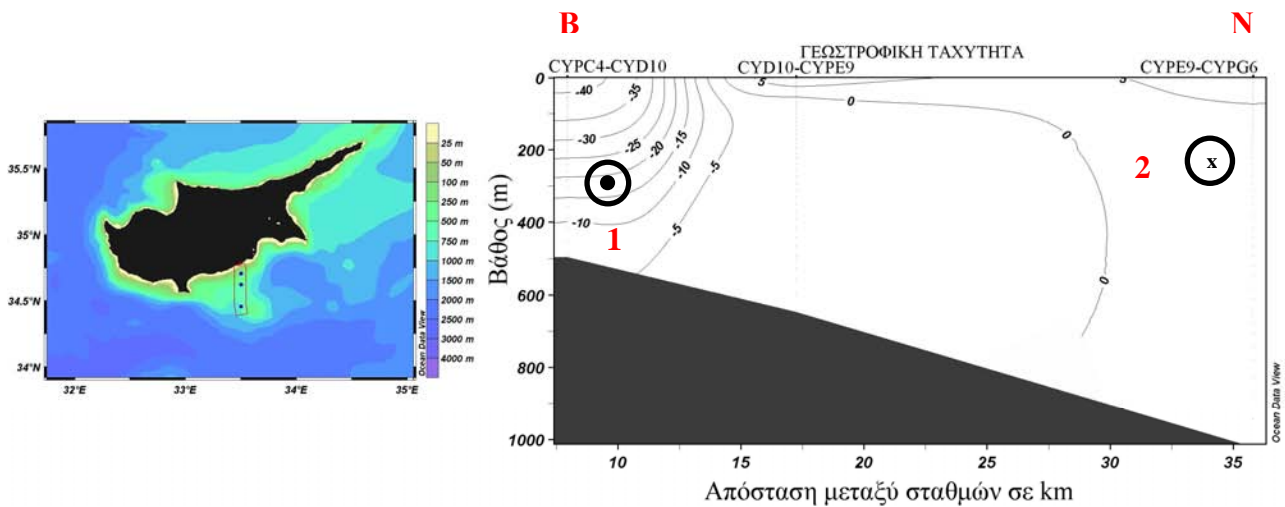 B
N
ΓΕΩΣΤΡΟΦΙΚΗ ΤΑΧΥΤΗΤΑ
CYPC4-CYD10
CYD10-CYPE9
CYPE9-CYPG6
35.5°N
35°N
34.5°N
34°N
32°E
33°E
34°E
35°E
25 m
50 m
100 m
250 m
500 m
750 m
1000 m
1500 m
2000 m
2500 m
3000 m
4000 m
Ocean Data View
Βάθος (m)
0
200
400
600
800
1000
-40
-35
-30
-25
-20
-15
-10
-10
-5
-5
5
0
0
0
5
1
2
x
10
15
20
25
30
35
Απόσταση μεταξύ σταθμών σε km
Ocean Data View